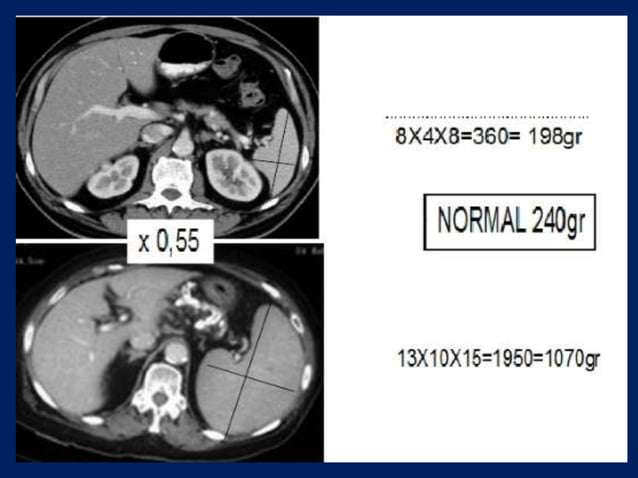 8X4X8=360= 198gr
NORMAL 240gr
x 0,55
13X10X15=1950=1070gr